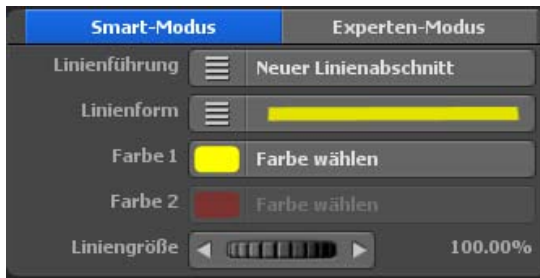 Smart-Modus Experten-Modus
Linienführung Neuer Linienabschnitt
Linienform
Farbe 1 Farbe wählen
Farbe 2 Farbe wählen
Liniengröße 100.00%